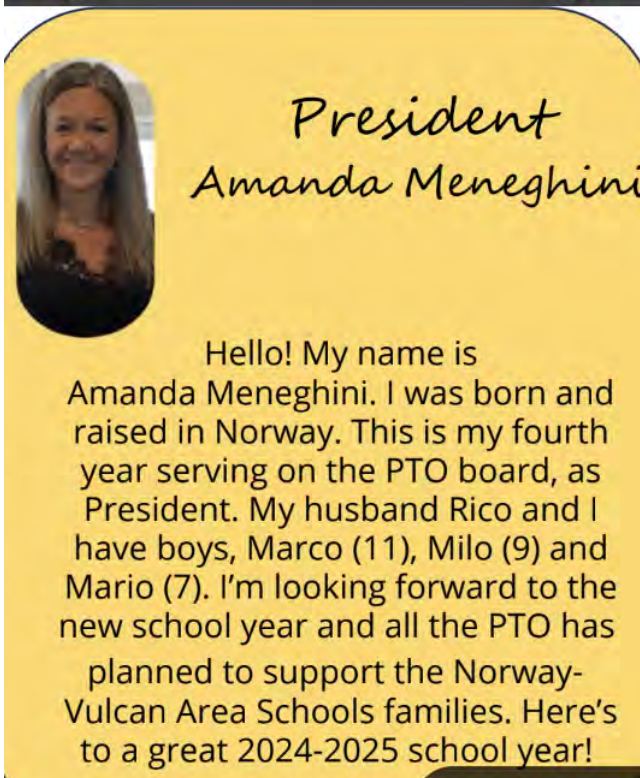 President
Amanda Meneghini
Hello! My name is
Amanda Meneghini. I was born and
raised in Norway. This is my fourth
year serving on the PTO board, as
President. My husband Rico and I
have boys, Marco (11), Milo (9) and
Mario (7). I’m looking forward to the
new school year and all the PTO has
planned to support the Norway-
Vulcan Area Schools families. Here’s
to a great 2024-2025 school year!